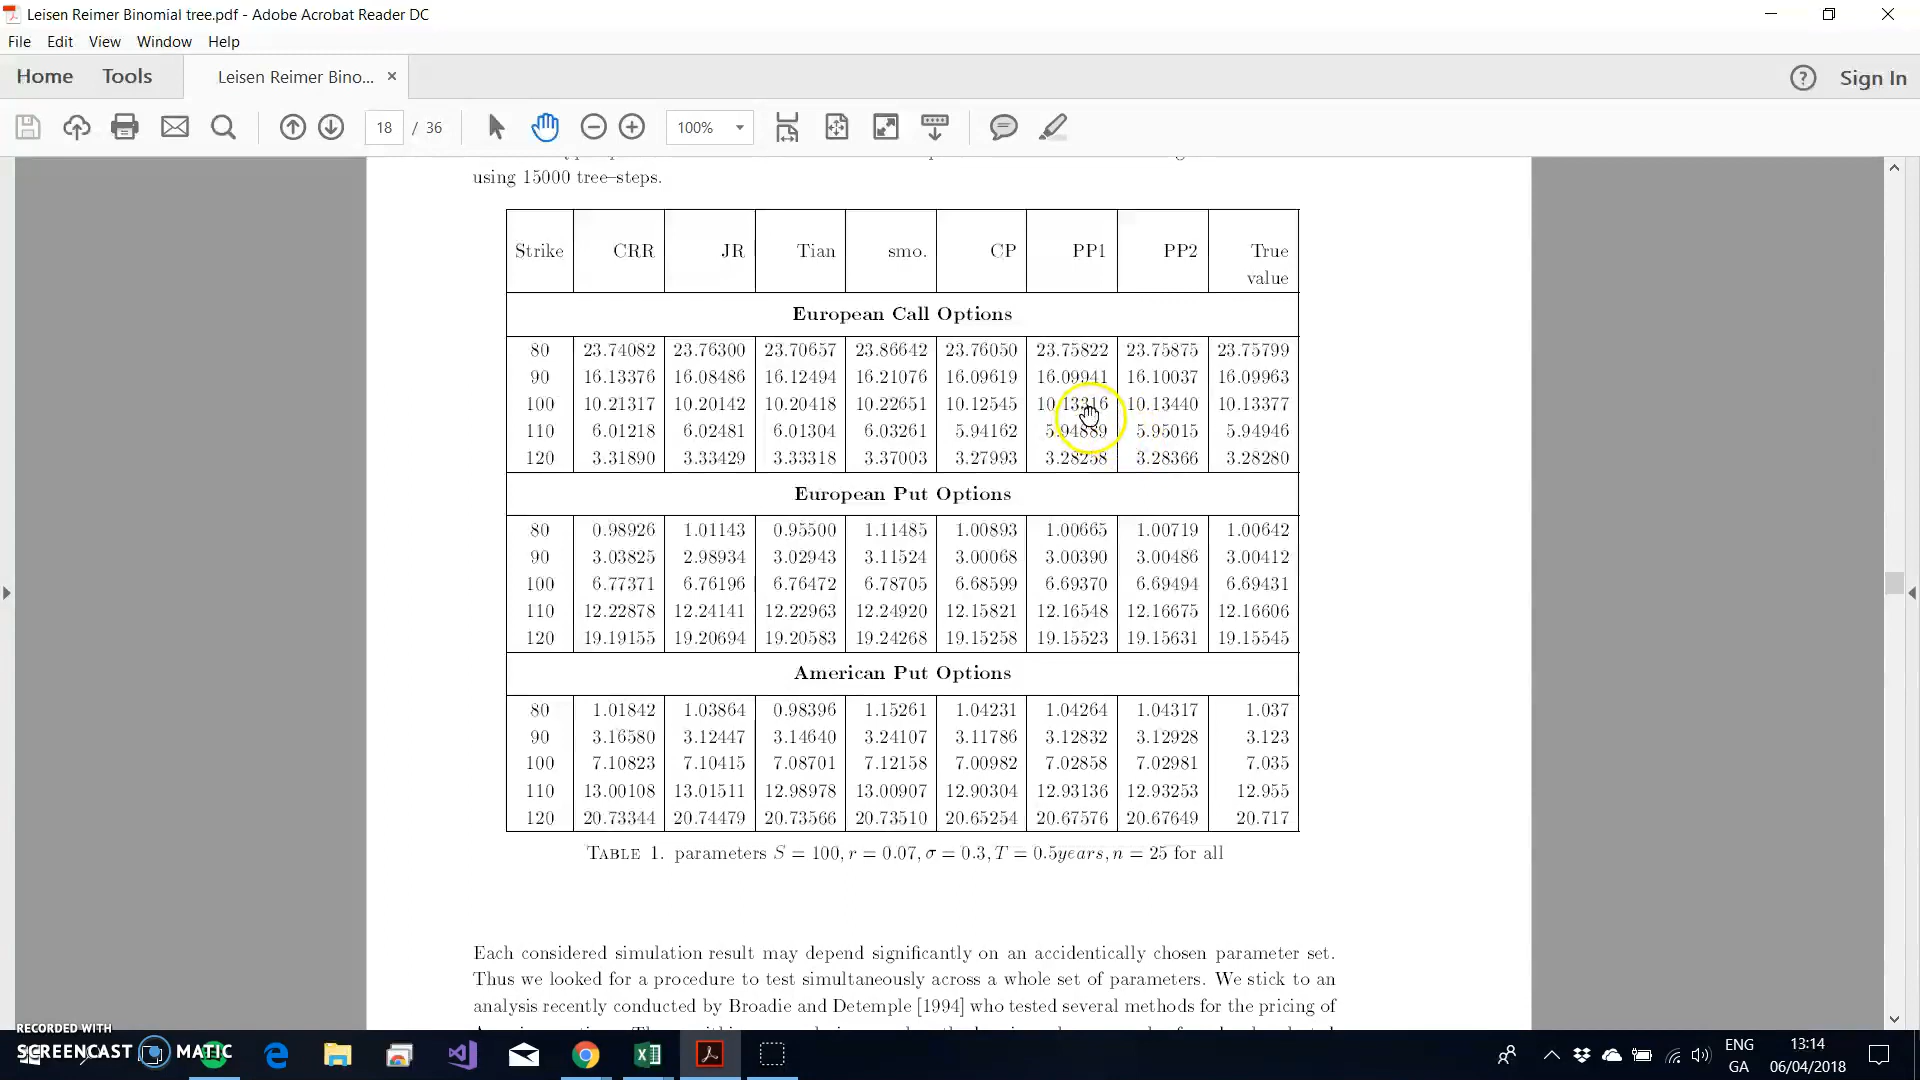 Leisen Reimer Binomial tree.pdf - Adobe Acrobat Reader DC
File Edit View Window Help
Home Tools Leisen Reimer Bino... × Sign In
18 / 36 100%
using 15000 tree–steps.
Strike CRR JR Tian smo. CP PP1 PP2 True
value
European Call Options
80 23.74082 23.76300 23.70657 23.86642 23.76050 23.75822 23.75875 23.75799
90 16.13376 16.08486 16.12494 16.21076 16.09619 16.09941 16.10037 16.09963
100 10.21317 10.20142 10.20418 10.22651 10.12545 10.13316 10.13440 10.13377
110 6.01218 6.02481 6.01304 6.03261 5.94162 5.94889 5.95015 5.94946
120 3.31890 3.33429 3.33318 3.37003 3.27993 3.28258 3.28366 3.28280
European Put Options
80 0.98926 1.01143 0.95500 1.11485 1.00893 1.00665 1.00719 1.00642
90 3.03825 2.98934 3.02943 3.11524 3.00068 3.00390 3.00486 3.00412
100 6.77371 6.76196 6.76472 6.78705 6.68599 6.69370 6.69494 6.69431
110 12.22878 12.24141 12.22963 12.24920 12.15821 12.16548 12.16675 12.16606
120 19.19155 19.20694 19.20583 19.24268 19.15258 19.15523 19.15631 19.15545
American Put Options
80 1.01842 1.03864 0.98396 1.15261 1.04231 1.04264 1.04317 1.037
90 3.16580 3.12447 3.14640 3.24107 3.11786 3.12832 3.12928 3.123
100 7.10823 7.10415 7.08701 7.12158 7.00982 7.02858 7.02981 7.035
110 13.00108 13.01511 12.98978 13.00907 12.90304 12.93136 12.93253 12.955
120 20.73344 20.74479 20.73566 20.73510 20.65254 20.67576 20.67649 20.717
TABLE 1. parameters S = 100, r = 0.07, σ = 0.3, T = 0.5years, n = 25 for all
Each considered simulation result may depend significantly on an accidentically chosen parameter set.
Thus we looked for a procedure to test simultaneously across a whole set of parameters. We stick to an
analysis recently conducted by Broadie and Detemple [1994] who tested several methods for the pricing of
RECORDED WITH
SCREENCAST MATIC
ENG 13:14
GA 06/04/2018